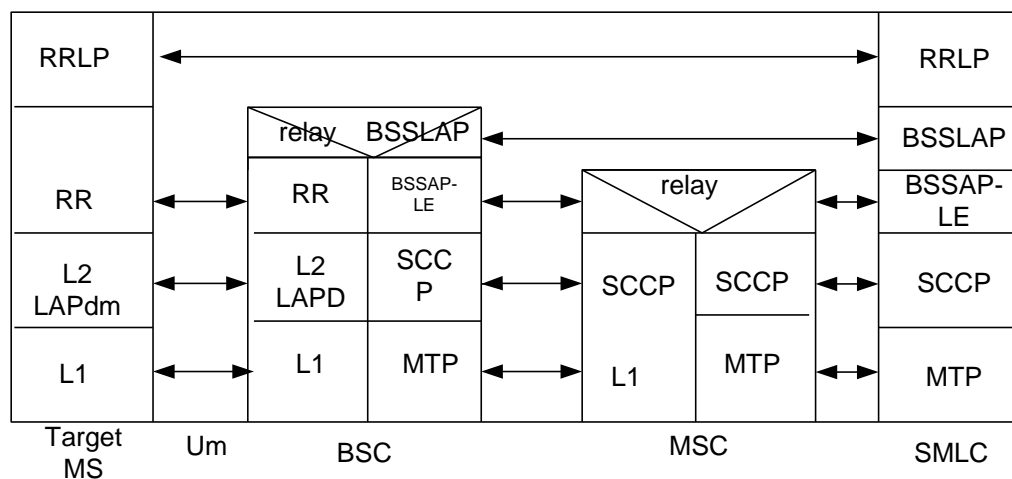 RRLP
RRLP
relay BSSLAP
BSSLAP
RR
RR
BSSAP-
LE
relay
BSSAP-
LE
L2
LAPdm
L2
LAPD
SCC
P
SCCP
SCCP
SCCP
L1
L1
MTP
L1
MTP
MTP
Target
MS
Um
BSC
MSC
SMLC